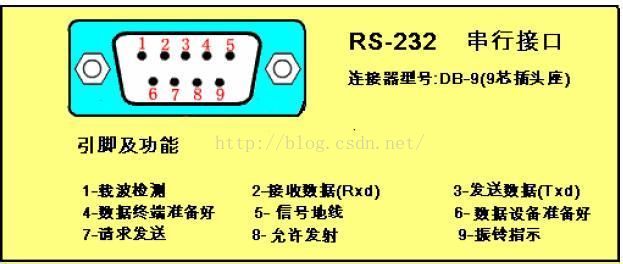 1 2 3 4 5
6 7 8 9
RS-232 串行接口
连接器型号:DB-9(9芯插头座)
引脚及功能
http://blog.csdn.net/
1-载波检测 2-接收数据(Rxd) 3-发送数据(Txd)
4-数据终端准备好 5- 信号地线 6- 数据设备准备好
7-请求发送 8-允许发射 9-振铃指示